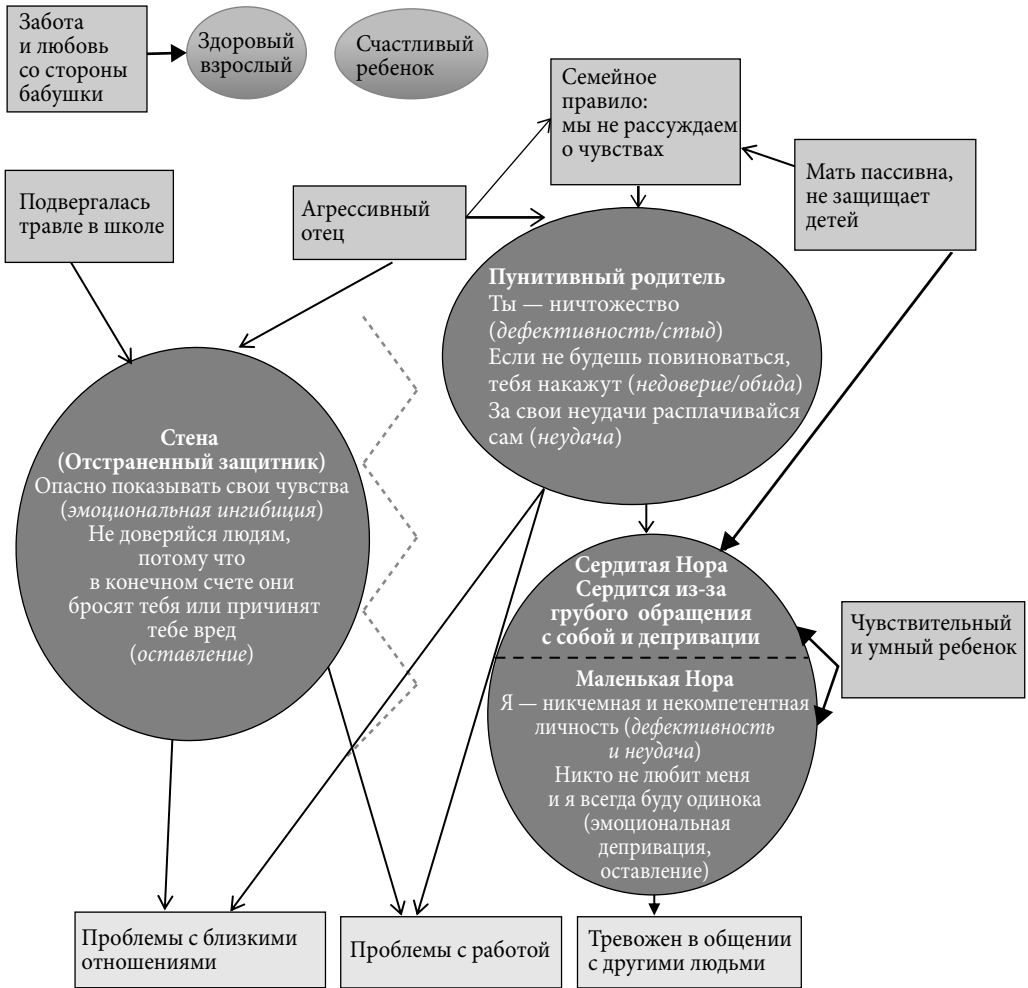 Забота
и любовь
со стороны
бабушки
Здоровый
взрослый
Счастливый
ребенок
Семейное
правило:
мы не рассуждаем
о чувствах
Мать пассивна,
не защищает
детей
Подвергалась
травле в школе
Агрессивный
отец
Пунитивный родитель
Ты — ничтожество
(дефективность/стыд)
Если не будешь повиноваться,
тебя накажут (недоверие/обида)
За свои неудачи расплачивайся
сам (неудача)
Стена
(Отстраненный защитник)
Опасно показывать свои чувства
(эмоциональная ингибиция)
Не доверяйся людям,
потому что
в конечном счете они
бросят тебя или причинят
тебе вред
(оставление)
Сердитая Нора
Сердится из-за
грубого обращения
с собой и депривации
Чувствительный
и умный ребенок
Маленькая Нора
Я — никчемная и некомпетентная
личность (дефективность
и неудача)
Никто не любит меня
и я всегда буду одинока
(эмоциональная
депривация,
оставление)
Проблемы с близкими
отношениями
Проблемы с работой
Тревожен в общении
с другими людьми